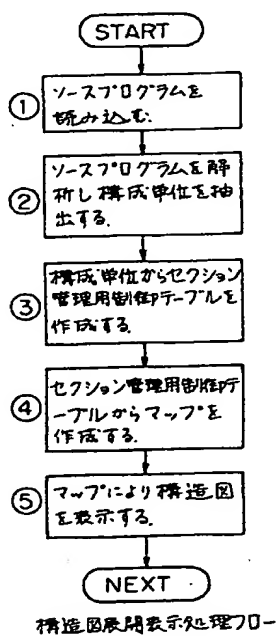 START
①
ソースプログラムを
読み込む.
②
ソースプログラムを解
析し構成単位を抽
出する.
③
構成単位からセクション
管理用制御テーブルを
作成する.
④
セクション管理用制御テ
ーブルからマップを
作成する.
⑤
マップにより構造図
を表示する.
NEXT
構造図展開表示処理フロー